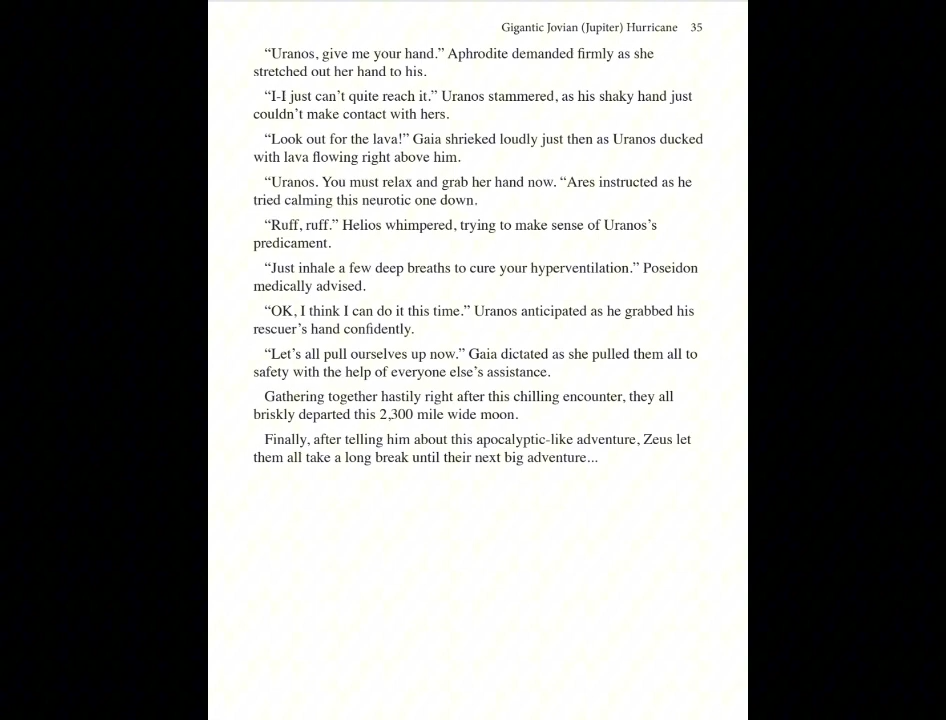 Gigantic Jovian (Jupiter) Hurricane 35
“Uranos, give me your hand.” Aphrodite demanded firmly as she
stretched out her hand to his.
“I-I just can’t quite reach it.” Uranos stammered, as his shaky hand just
couldn’t make contact with hers.
“Look out for the lava!” Gaia shrieked loudly just then as Uranos ducked
with lava flowing right above him.
“Uranos. You must relax and grab her hand now. “Ares instructed as he
tried calming this neurotic one down.
“Ruff, ruff.” Helios whimpered, trying to make sense of Uranos’s
predicament.
“Just inhale a few deep breaths to cure your hyperventilation.” Poseidon
medically advised.
“OK, I think I can do it this time.” Uranos anticipated as he grabbed his
rescuer’s hand confidently.
“Let’s all pull ourselves up now.” Gaia dictated as she pulled them all to
safety with the help of everyone else’s assistance.
Gathering together hastily right after this chilling encounter, they all
briskly departed this 2,300 mile wide moon.
Finally, after telling him about this apocalyptic-like adventure, Zeus let
them all take a long break until their next big adventure...